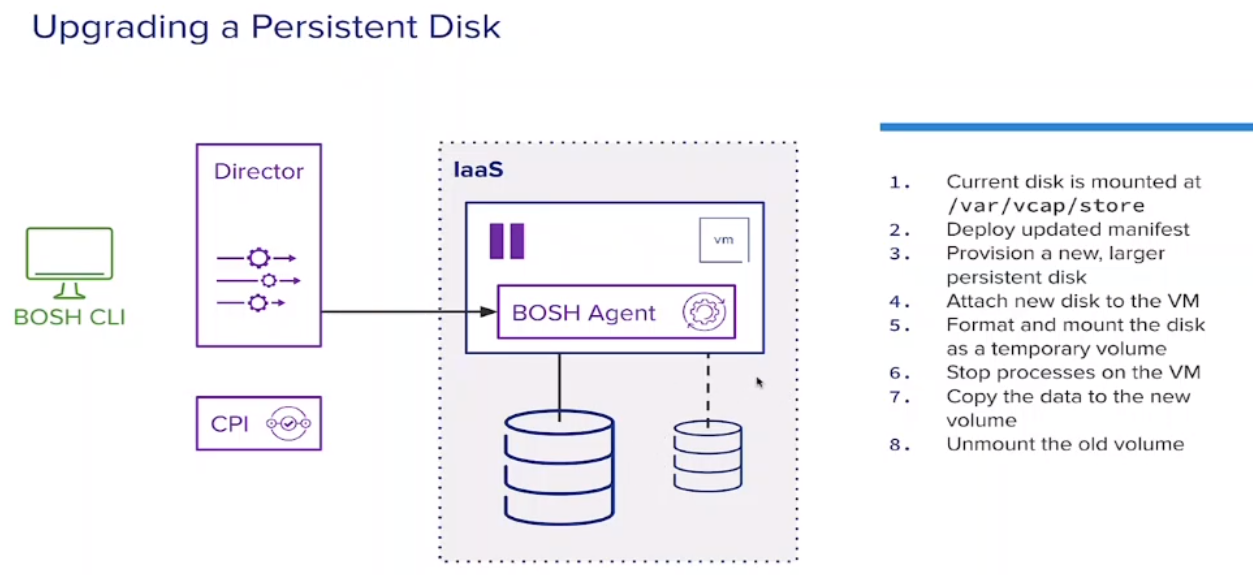 Upgrading a Persistent Disk
Director
BOSH CLI
CPI
IaaS
vm
BOSH Agent
1. Current disk is mounted at
/var/vcap/store
2. Deploy updated manifest
3. Provision a new, larger
persistent disk
4. Attach new disk to the VM
5. Format and mount the disk
as a temporary volume
6. Stop processes on the VM
7. Copy the data to the new
volume
8. Unmount the old volume